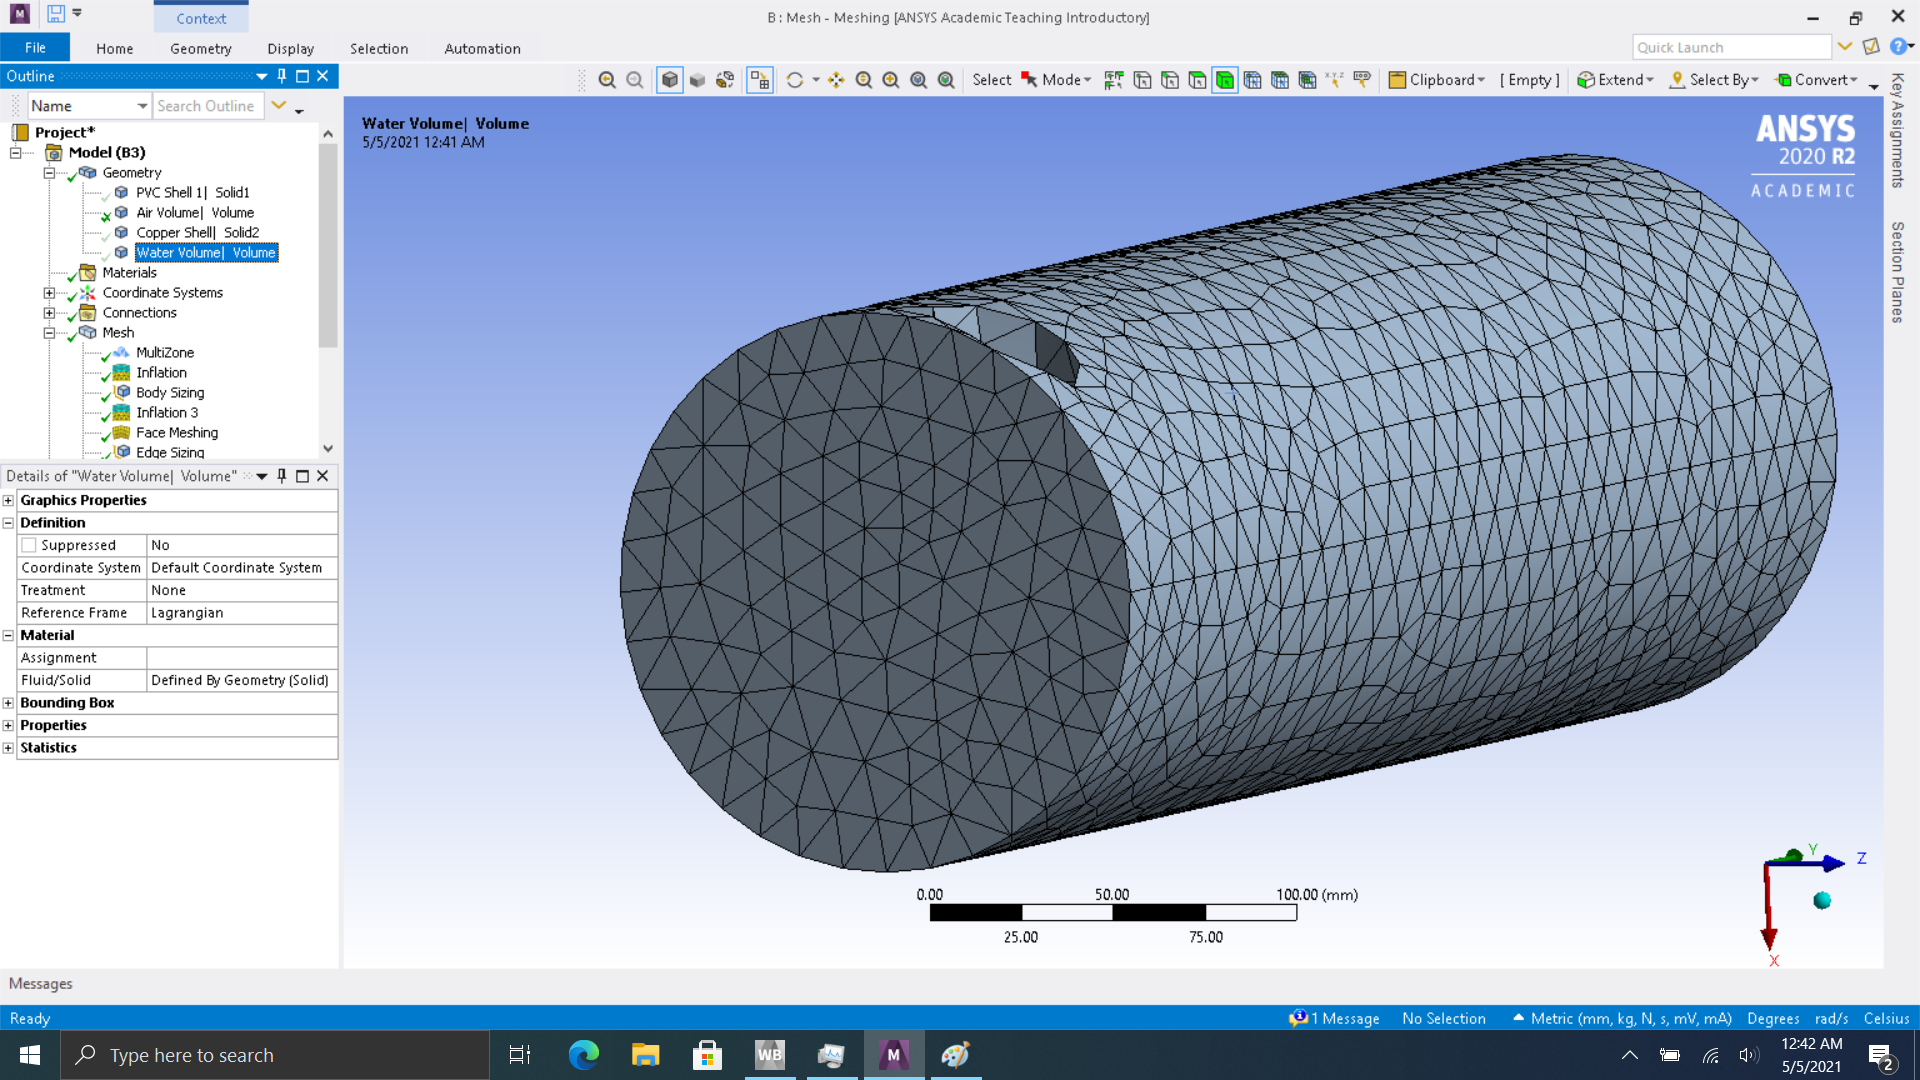 Context
B : Mesh - Meshing [ANSYS Academic Teaching Introductory]
File Home Geometry Display Selection Automation
Quick Launch
Outline
Select Mode Clipboard [ Empty ] Extend Select By Convert
Name Search Outline
Key Assignments
Section Planes
Project*
Model (B3)
Geometry
PVC Shell 1| Solid1
Air Volume| Volume
Copper Shell| Solid2
Water Volume| Volume
Materials
Coordinate Systems
Connections
Mesh
MultiZone
Inflation
Body Sizing
Inflation 3
Face Meshing
Edge Sizing
Details of "Water Volume| Volume"
Graphics Properties
Definition
Suppressed No
Coordinate System Default Coordinate System
Treatment None
Reference Frame Lagrangian
Material
Assignment
Fluid/Solid Defined By Geometry (Solid)
Bounding Box
Properties
Statistics
Water Volume| Volume
5/5/2021 12:41 AM
ANSYS
2020 R2
ACADEMIC
0.00 50.00 100.00 (mm)
25.00 75.00
Y
Z
X
Messages
Ready
1 Message No Selection Metric (mm, kg, N, s, mV, mA) Degrees rad/s Celsius
Type here to search
WB
M
12:42 AM
5/5/2021
2